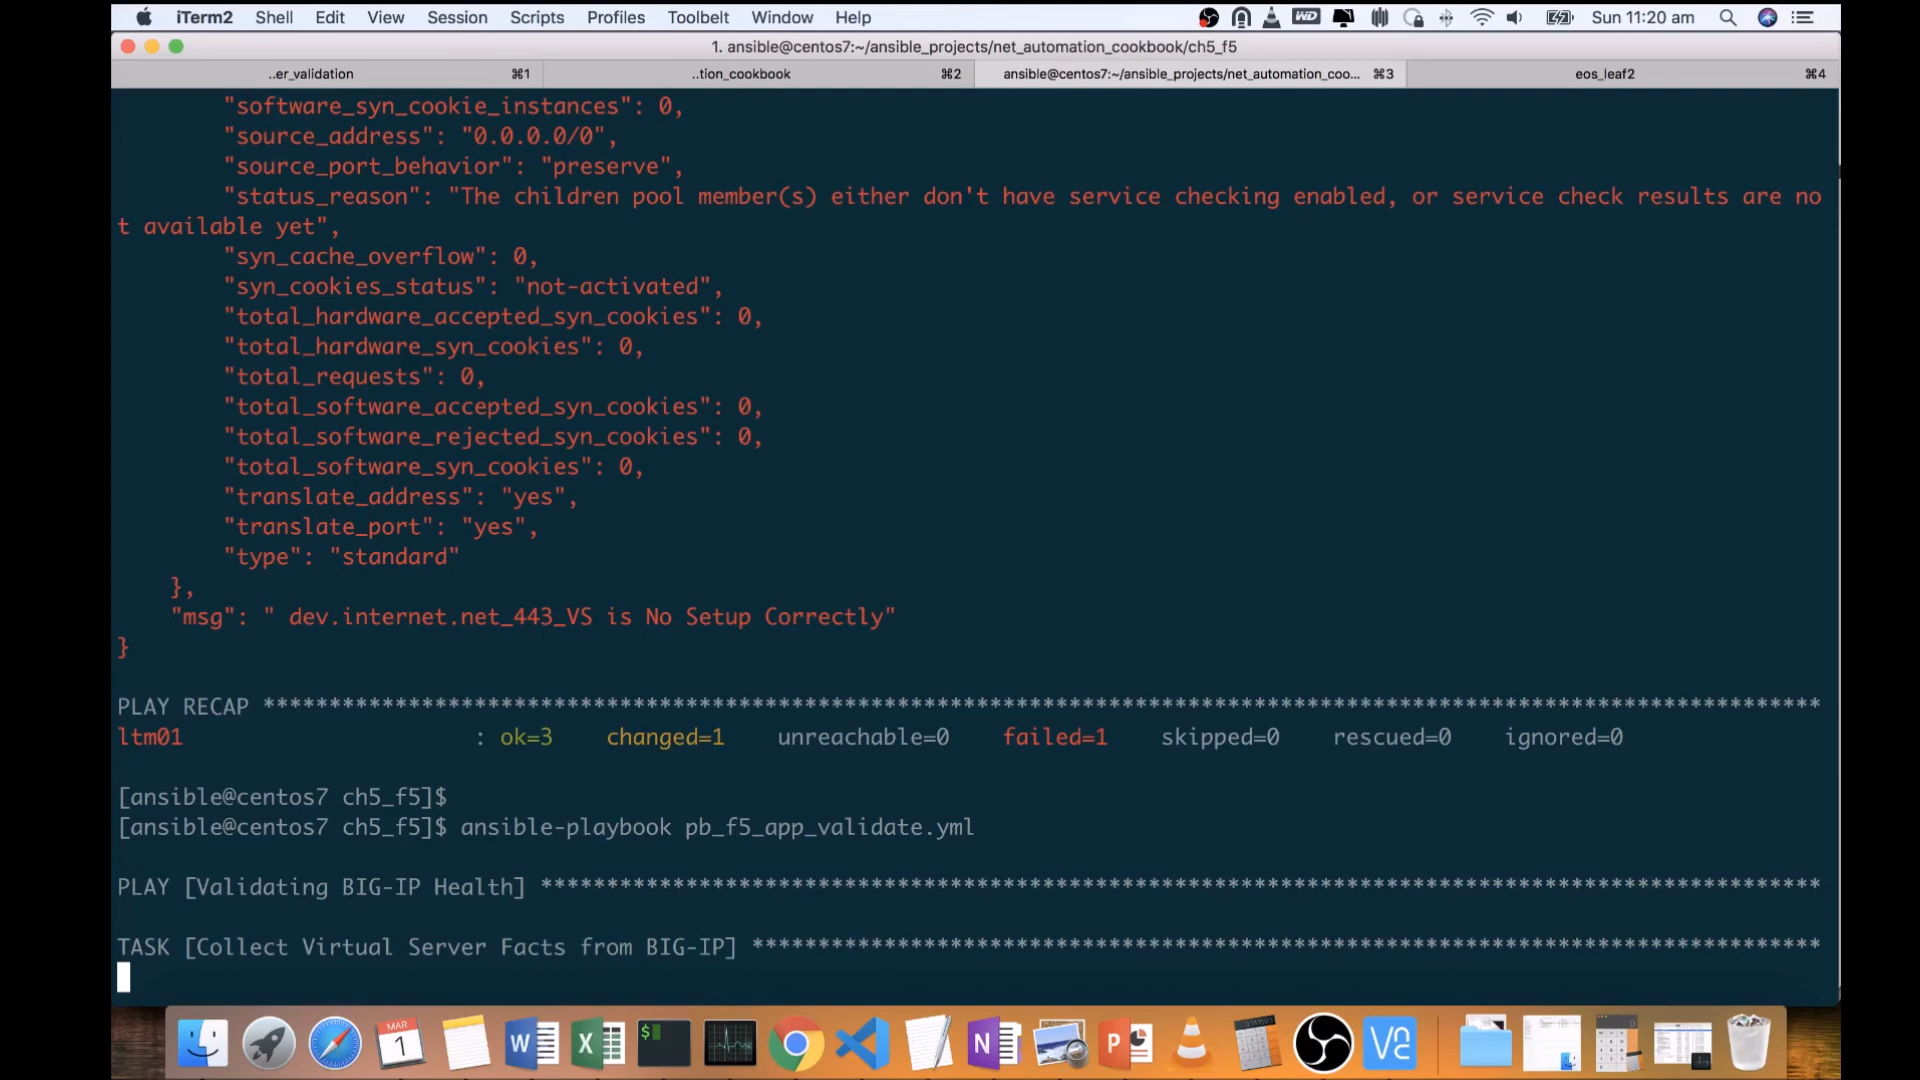 iTerm2 Shell Edit View Session Scripts Profiles Toolbelt Window Help WD Sun 11:20 am
1. ansible@centos7:~/ansible_projects/net_automation_cookbook/ch5_f5
..er_validation ⌘1 ..tion_cookbook ⌘2 ansible@centos7:~/ansible_projects/net_automation_coo... ⌘3 eos_leaf2 ⌘4
"software_syn_cookie_instances": 0,
"source_address": "0.0.0.0/0",
"source_port_behavior": "preserve",
"status_reason": "The children pool member(s) either don't have service checking enabled, or service check results are no
t available yet",
"syn_cache_overflow": 0,
"syn_cookies_status": "not-activated",
"total_hardware_accepted_syn_cookies": 0,
"total_hardware_syn_cookies": 0,
"total_requests": 0,
"total_software_accepted_syn_cookies": 0,
"total_software_rejected_syn_cookies": 0,
"total_software_syn_cookies": 0,
"translate_address": "yes",
"translate_port": "yes",
"type": "standard"
},
"msg": " dev.internet.net_443_VS is No Setup Correctly"
}
PLAY RECAP **********************************************************************************************************************
ltm01 : ok=3 changed=1 unreachable=0 failed=1 skipped=0 rescued=0 ignored=0
[ansible@centos7 ch5_f5]$
[ansible@centos7 ch5_f5]$ ansible-playbook pb_f5_app_validate.yml
PLAY [Validating BIG-IP Health] *************************************************************************************************
TASK [Collect Virtual Server Facts from BIG-IP] *********************************************************************************
MAR
1
W X $ N P V2